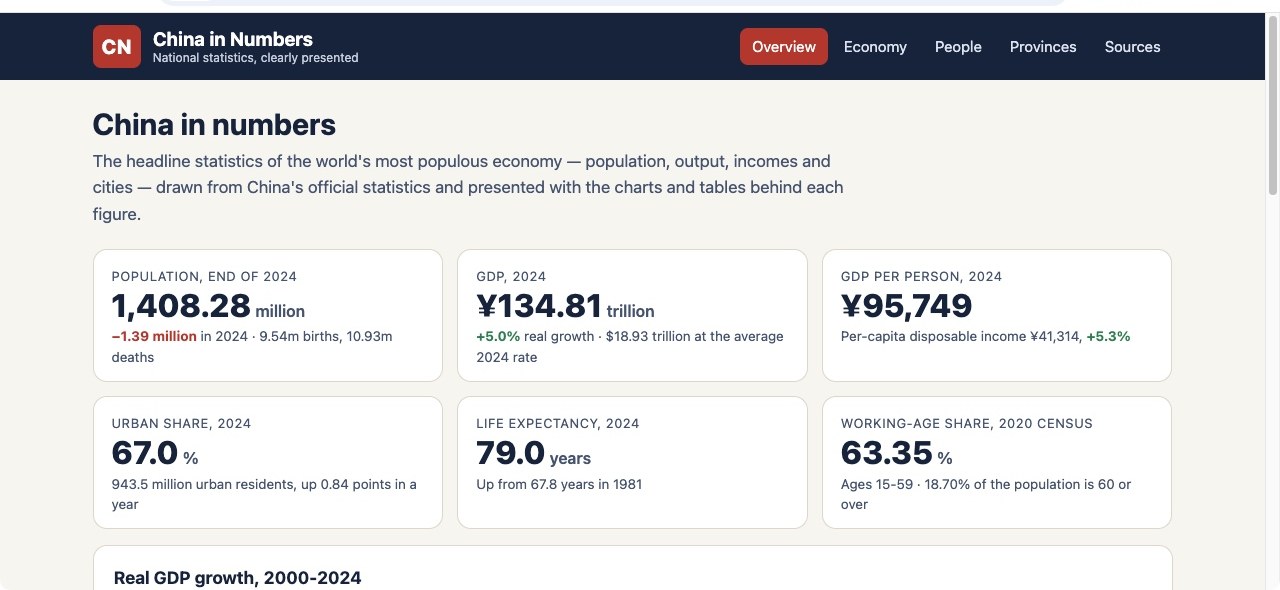 CN
China in Numbers
National statistics, clearly presented
Overview
Economy
People
Provinces
Sources
China in numbers
The headline statistics of the world's most populous economy — population, output, incomes and
cities — drawn from China's official statistics and presented with the charts and tables behind each
figure.
POPULATION, END OF 2024
1,408.28 million
−1.39 million in 2024 · 9.54m births, 10.93m
deaths
GDP, 2024
¥134.81 trillion
+5.0% real growth · $18.93 trillion at the average
2024 rate
GDP PER PERSON, 2024
¥95,749
Per-capita disposable income ¥41,314, +5.3%
URBAN SHARE, 2024
67.0 %
943.5 million urban residents, up 0.84 points in a
year
LIFE EXPECTANCY, 2024
79.0 years
Up from 67.8 years in 1981
WORKING-AGE SHARE, 2020 CENSUS
63.35 %
Ages 15-59 · 18.70% of the population is 60 or
over
Real GDP growth, 2000-2024